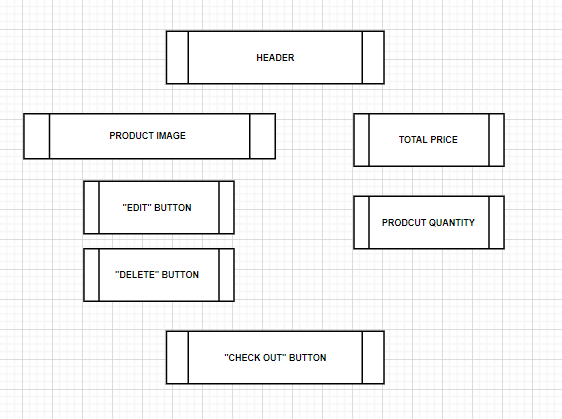 HEADER
PRODUCT IMAGE
TOTAL PRICE
"EDIT" BUTTON
PRODCUT QUANTITY
"DELETE" BUTTON
"CHECK OUT" BUTTON